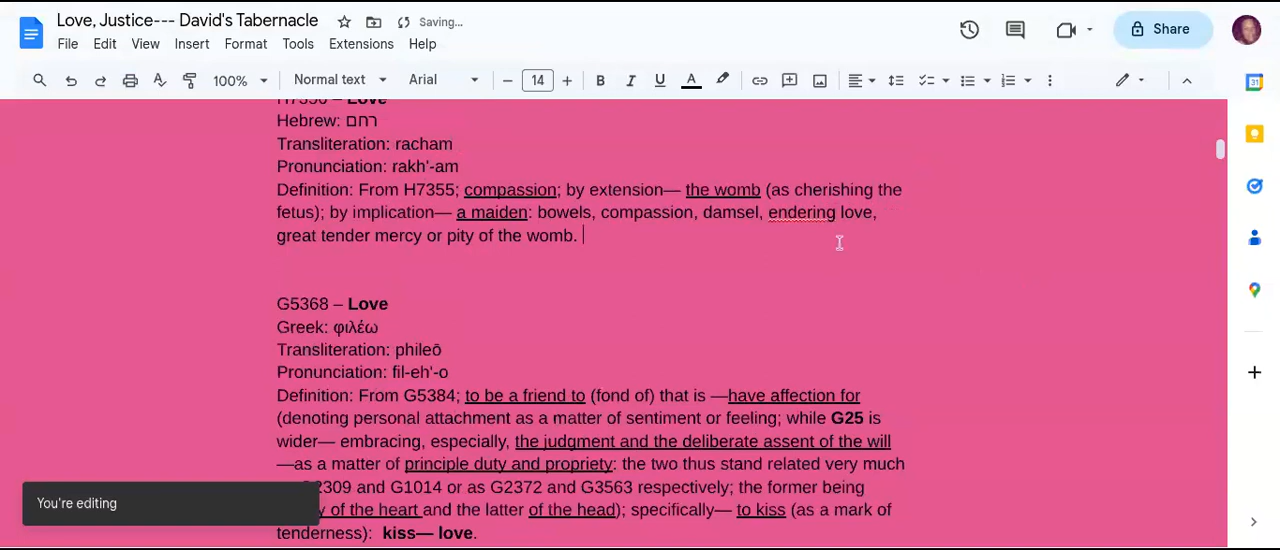 Love, Justice--- David's Tabernacle
Saving...
File Edit View Insert Format Tools Extensions Help
Share
100% Normal text Arial 14 B I U A
Love
Hebrew: רחם
Transliteration: racham
Pronunciation: rakh'-am
Definition: From H7355; compassion; by extension— the womb (as cherishing the
fetus); by implication— a maiden: bowels, compassion, damsel, endering love,
great tender mercy or pity of the womb.
G5368 – Love
Greek: φιλέω
Transliteration: phileō
Pronunciation: fil-eh'-o
Definition: From G5384; to be a friend to (fond of) that is —have affection for
(denoting personal attachment as a matter of sentiment or feeling; while G25 is
wider— embracing, especially, the judgment and the deliberate assent of the will
—as a matter of principle duty and propriety: the two thus stand related very much
G2309 and G1014 or as G2372 and G3563 respectively; the former being
You're editing
of the heart and the latter of the head); specifically— to kiss (as a mark of
tenderness): kiss— love.